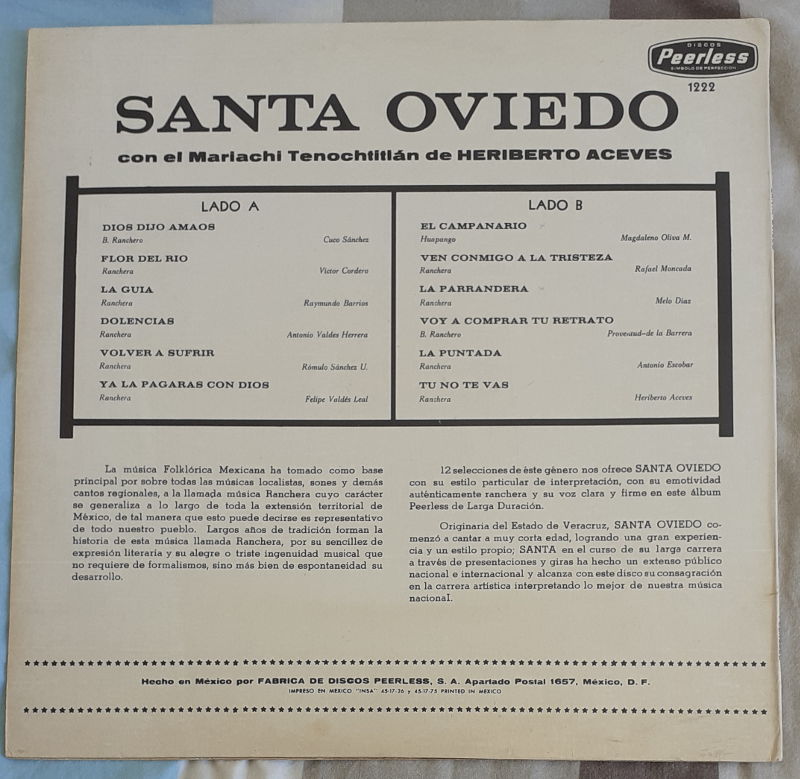 DISCOS
Peerless
SIMBOLO DE PERFECCION
1222
SANTA OVIEDO
con el Mariachi Tenochtitlán de HERIBERTO ACEVES
LADO A
DIOS DIJO AMAOS
B. Ranchero Cuco Sánchez
FLOR DEL RIO
Ranchera Victor Cordero
LA GUIA
Ranchera Raymundo Barrios
DOLENCIAS
Ranchera Antonio Valdes Herrera
VOLVER A SUFRIR
Ranchera Rómulo Sánchez U.
YA LA PAGARAS CON DIOS
Ranchera Felipe Valdés Leal
LADO B
EL CAMPANARIO
Huapango Magdaleno Oliva M.
VEN CONMIGO A LA TRISTEZA
Ranchera Rafael Moncada
LA PARRANDERA
Ranchera Melo Diaz
VOY A COMPRAR TU RETRATO
B. Ranchero Proventud-de la Barrera
LA PUNTADA
Ranchera Antonio Escobar
TU NO TE VAS
Ranchera Heriberto Aceves
La música Folklórica Mexicana ha tomado como base
principal por sobre todas las músicas localistas, sones y demás
cantos regionales, a la llamada música Ranchera cuyo carácter
se generaliza a lo largo de toda la extensión territorial de
México, de tal manera que esto puede decirse es representativo
de todo nuestro pueblo. Largos años de tradición forman la
historia de esta música llamada Ranchera, por su sencillez de
expresión literaria y su alegre o triste ingenuidad musical que
no requiere de formalismos, sino más bien de espontaneidad su
desarrollo.
12 selecciones de éste género nos ofrece SANTA OVIEDO
con su estilo particular de interpretación, con su emotividad
auténticamente ranchera y su voz clara y firme en este álbum
Peerless de Larga Duración.
Originaria del Estado de Veracruz, SANTA OVIEDO co-
menzó a cantar a muy corta edad, logrando una gran experien-
cia y un estilo propio; SANTA en el curso de su larga carrera
a través de presentaciones y giras ha hecho un extenso público
nacional e internacional y alcanza con este disco su consagración
en la carrera artística interpretando lo mejor de nuestra música
nacional.
Hecho en México por FABRICA DE DISCOS PEERLESS, S. A. Apartado Postal 1657, México, D. F.
IMPRESO EN MEXICO "INSA" 45-17-26 y 45-17-75 PRINTED IN MEXICO